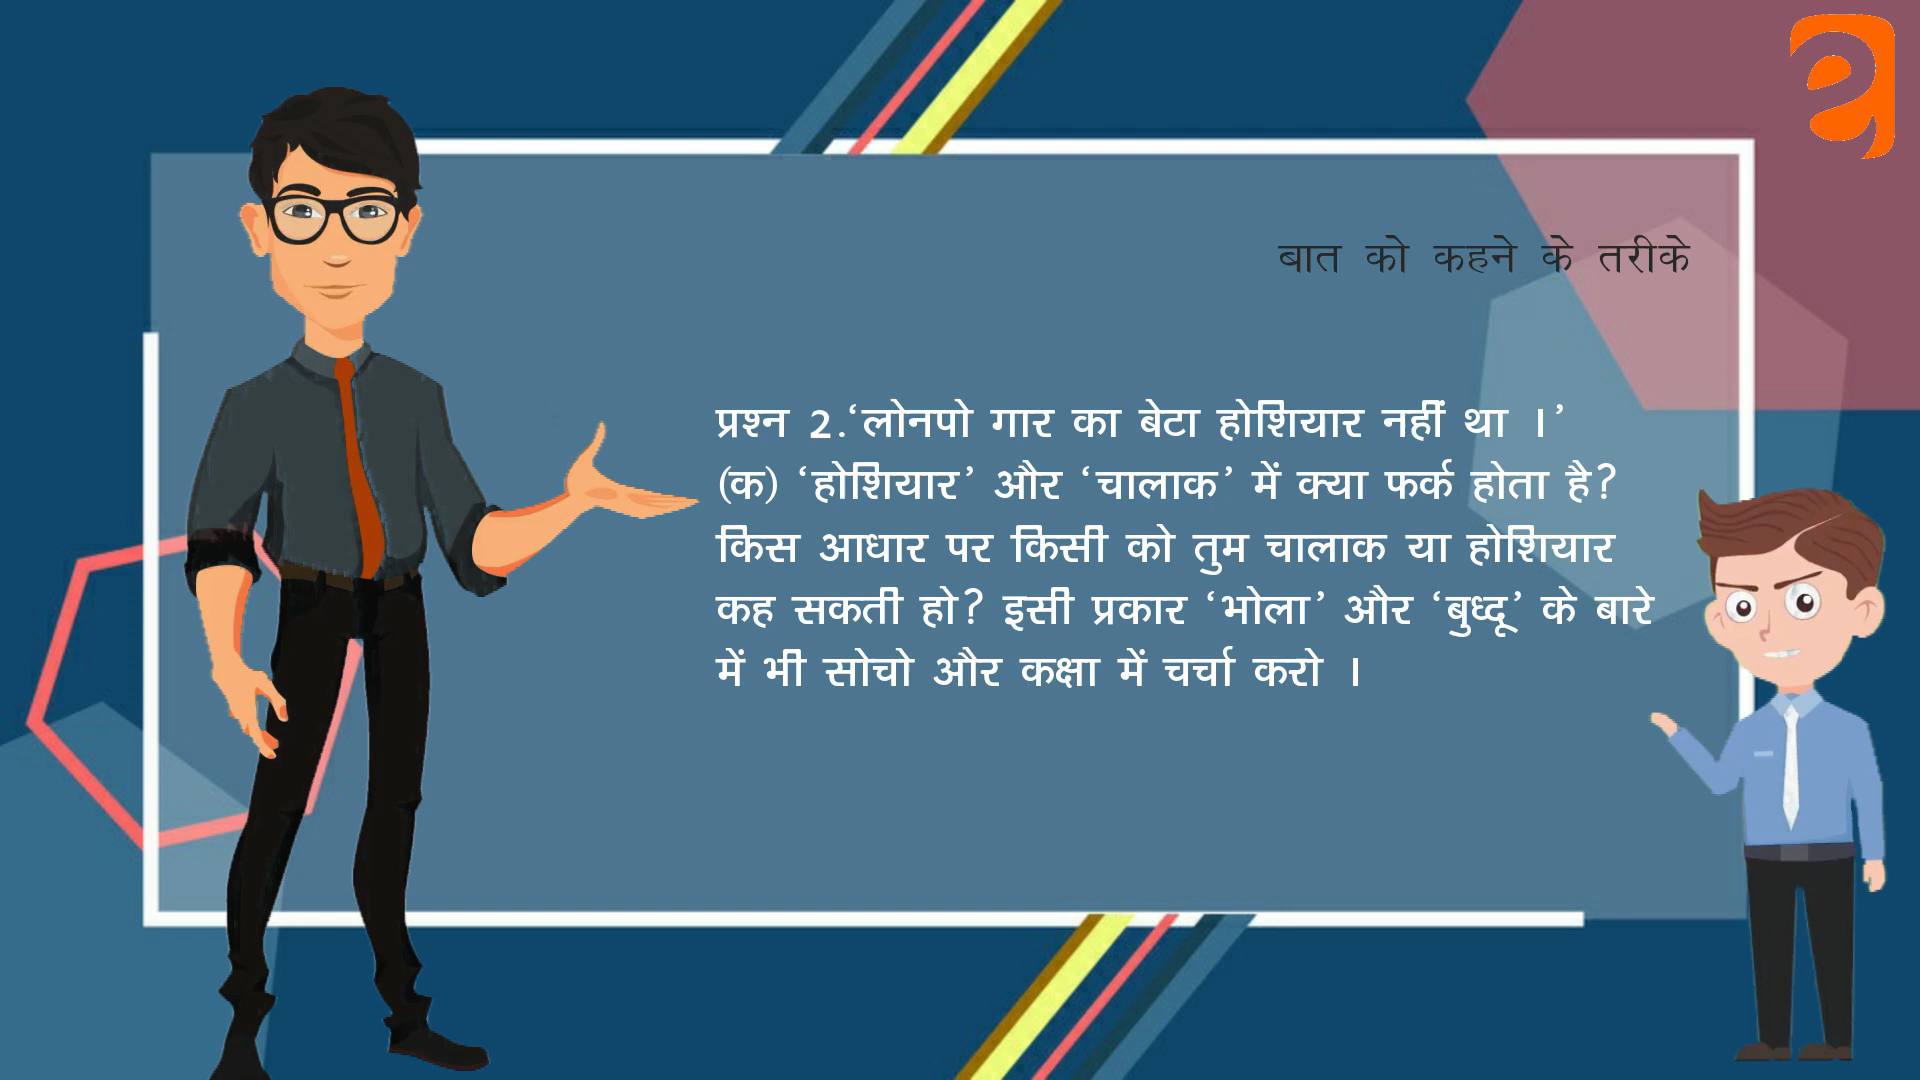 बात को कहने के तरीके
प्रश्न 2.‘लोनपो गार का बेटा होशियार नहीं था ।’
(क) ‘होशियार’ और ‘चालाक’ में क्या फर्क होता है?
किस आधार पर किसी को तुम चालाक या होशियार
कह सकती हो? इसी प्रकार ‘भोला’ और ‘बुध्दू’ के बारे
में भी सोचो और कक्षा में चर्चा करो ।